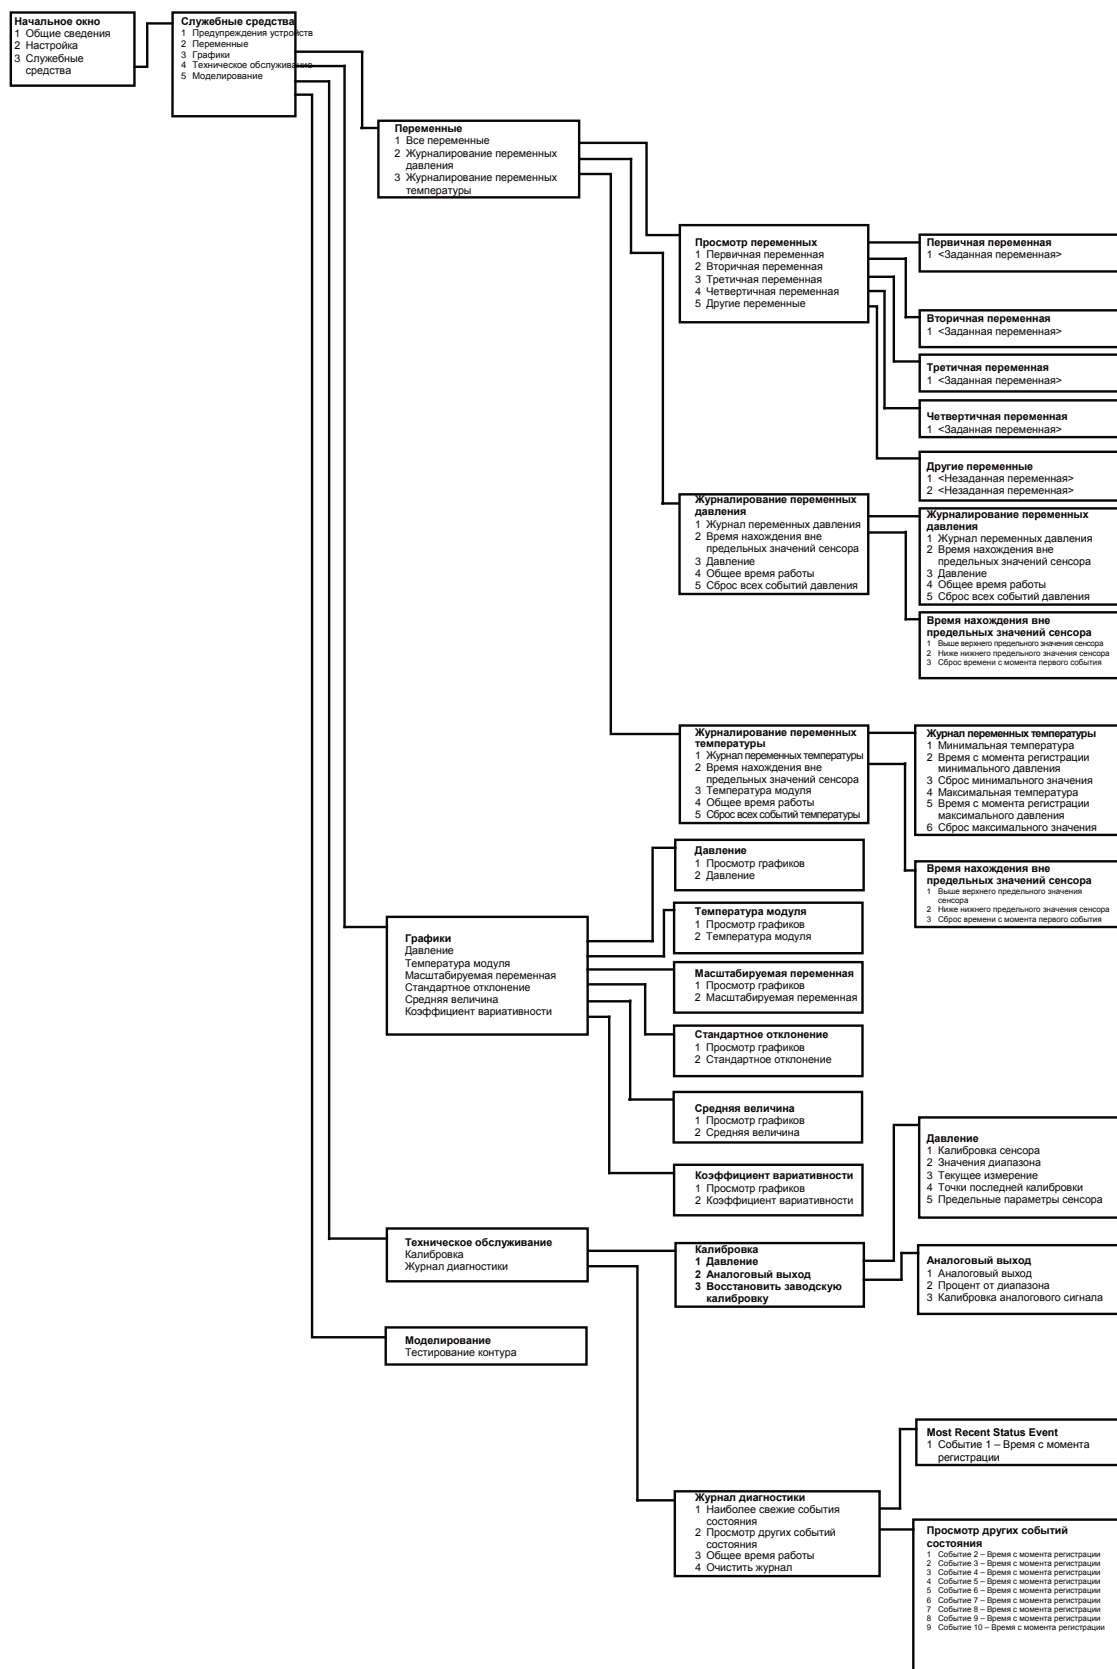 Начальное окно
1 Общие сведения
2 Настройка
3 Служебные
средства
Служебные средства
1 Предупреждения устройств
2 Переменные
3 Графики
4 Техническое обслуживание
5 Моделирование
Переменные
1 Все переменные
2 Журналирование переменных
давления
3 Журналирование переменных
температуры
Просмотр переменных
1 Первичная переменная
2 Вторичная переменная
3 Третичная переменная
4 Четвертичная переменная
5 Другие переменные
Первичная переменная
1 <Заданная переменная>
Вторичная переменная
1 <Заданная переменная>
Третичная переменная
1 <Заданная переменная>
Четвертичная переменная
1 <Заданная переменная>
Другие переменные
1 <Незаданная переменная>
2 <Незаданная переменная>
Журналирование переменных
давления
1 Журнал переменных давления
2 Время нахождения вне
предельных значений сенсора
3 Давление
4 Общее время работы
5 Сброс всех событий давления
Журналирование переменных
давления
1 Журнал переменных давления
2 Время нахождения вне
предельных значений сенсора
3 Давление
4 Общее время работы
5 Сброс всех событий давления
Время нахождения вне
предельных значений сенсора
1 Выше верхнего предельного значения сенсора
2 Ниже нижнего предельного значения сенсора
3 Сброс времени с момента первого события
Журналирование переменных
температуры
1 Журнал переменных температуры
2 Время нахождения вне
предельных значений сенсора
3 Температура модуля
4 Общее время работы
5 Сброс всех событий температуры
Журнал переменных температуры
1 Минимальная температура
2 Время с момента регистрации
минимального давления
3 Сброс минимального значения
4 Максимальная температура
5 Время с момента регистрации
максимального давления
6 Сброс максимального значения
Время нахождения вне
предельных значений сенсора
1 Выше верхнего предельного значения
сенсора
2 Ниже нижнего предельного значения сенсора
3 Сброс времени с момента первого события
Графики
Давление
Температура модуля
Масштабируемая переменная
Стандартное отклонение
Средняя величина
Коэффициент вариативности
Давление
1 Просмотр графиков
2 Давление
Температура модуля
1 Просмотр графиков
2 Температура модуля
Масштабируемая переменная
1 Просмотр графиков
2 Масштабируемая переменная
Стандартное отклонение
1 Просмотр графиков
2 Стандартное отклонение
Средняя величина
1 Просмотр графиков
2 Средняя величина
Коэффициент вариативности
1 Просмотр графиков
2 Коэффициент вариативности
Техническое обслуживание
Калибровка
Журнал диагностики
Калибровка
1 Давление
2 Аналоговый выход
3 Восстановить заводскую
калибровку
Давление
1 Калибровка сенсора
2 Значения диапазона
3 Текущее измерение
4 Точки последней калибровки
5 Предельные параметры сенсора
Аналоговый выход
1 Аналоговый выход
2 Процент от диапазона
3 Калибровка аналогового сигнала
Моделирование
Тестирование контура
Журнал диагностики
1 Наиболее свежие события
состояния
2 Просмотр других событий
состояния
3 Общее время работы
4 Очистить журнал
Most Recent Status Event
1 Событие 1 – Время с момента
регистрации
Просмотр других событий
состояния
1 Событие 2 – Время с момента регистрации
2 Событие 3 – Время с момента регистрации
3 Событие 4 – Время с момента регистрации
4 Событие 5 – Время с момента регистрации
5 Событие 6 – Время с момента регистрации
6 Событие 7 – Время с момента регистрации
7 Событие 8 – Время с момента регистрации
8 Событие 9 – Время с момента регистрации
9 Событие 10 – Время с момента регистрации